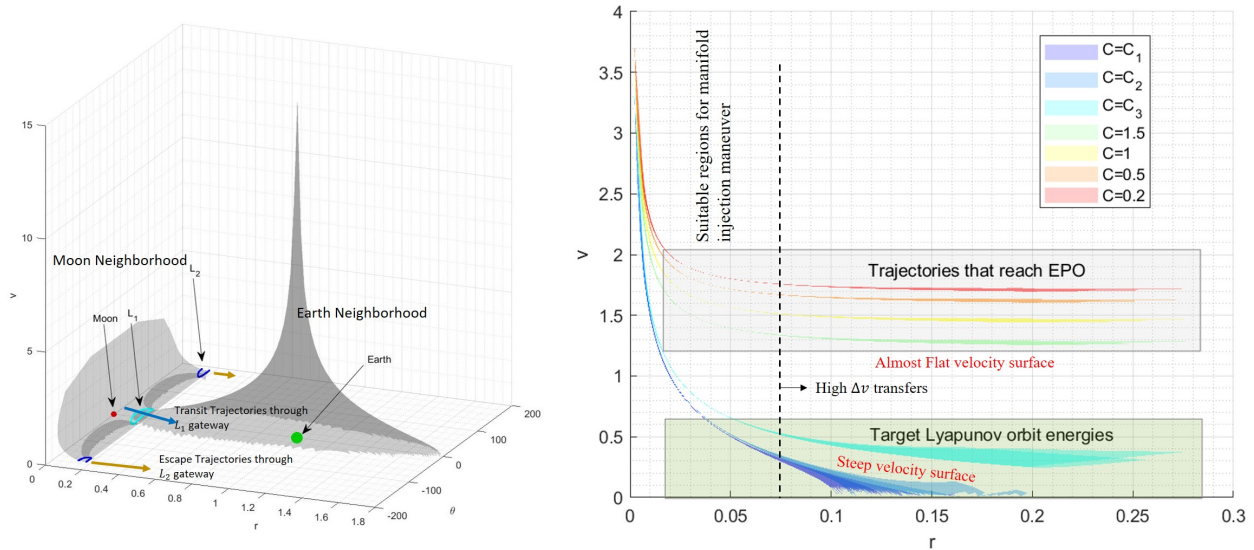 15
10
5
0
v
Moon Neighborhood
L2
Moon
L1
Earth Neighborhood
Earth
Transit Trajectories through
L1 gateway
Escape Trajectories through
L2 gateway
0
0.2
0.4
0.6
0.8
1
1.2
1.4
1.6
1.8
r
-200
-100
0
100
200
θ
4
3.5
3
2.5
2
1.5
1
0.5
0
v
Suitable regions for manifold
injection maneuver
C=C1
C=C2
C=C3
C=1.5
C=1
C=0.5
C=0.2
Trajectories that reach EPO
Almost Flat velocity surface
High Δv transfers
Target Lyapunov orbit energies
Steep velocity surface
0
0.05
0.1
0.15
0.2
0.25
0.3
r